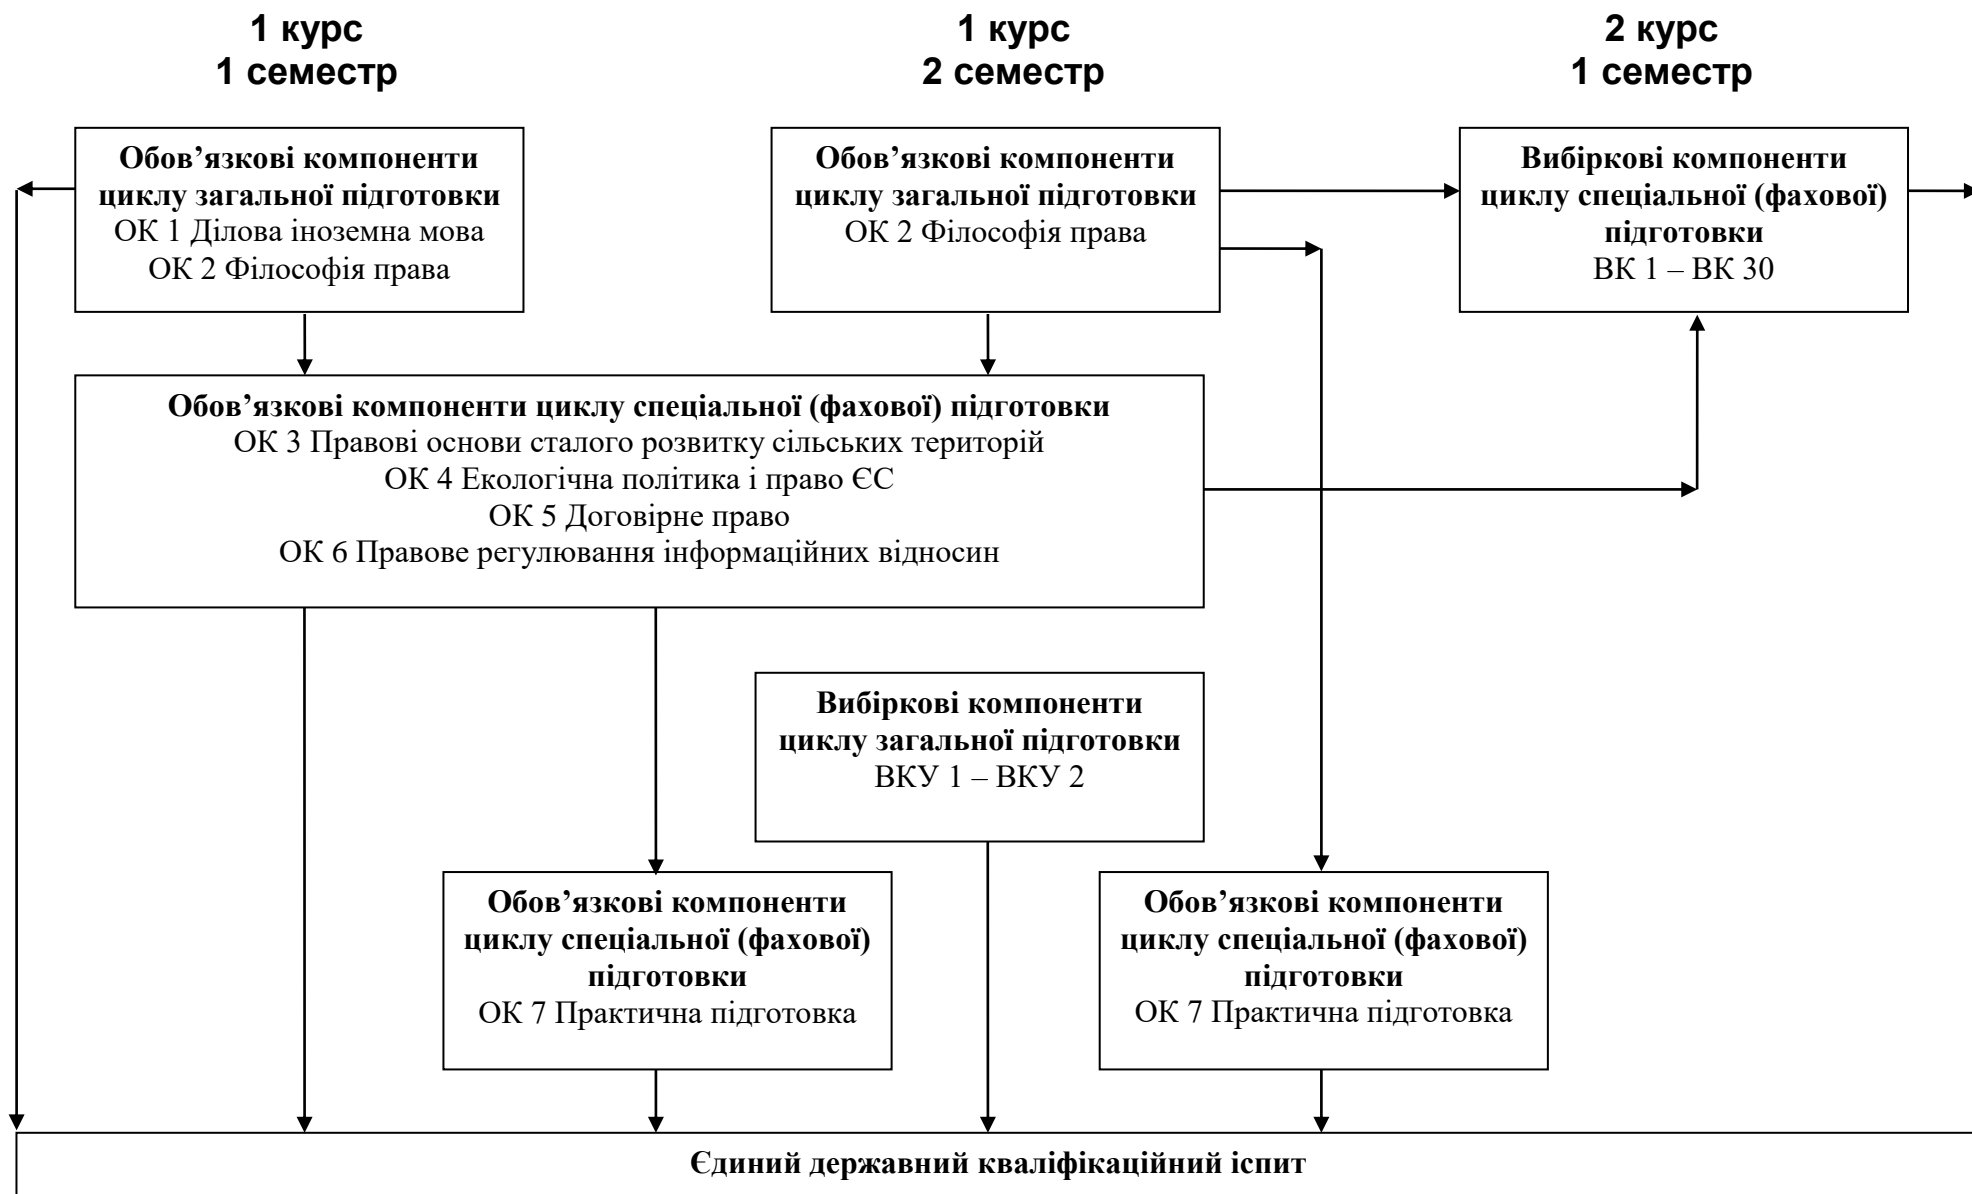 1 курс
1 семестр
1 курс
2 семестр
2 курс
1 семестр
Обов’язкові компоненти
циклу загальної підготовки
ОК 1 Ділова іноземна мова
ОК 2 Філософія права
Обов’язкові компоненти
циклу загальної підготовки
ОК 2 Філософія права
Вибіркові компоненти
циклу спеціальної (фахової)
підготовки
ВК 1 – ВК 30
Обов’язкові компоненти циклу спеціальної (фахової) підготовки
ОК 3 Правові основи сталого розвитку сільських територій
ОК 4 Екологічна політика і право ЄС
ОК 5 Договірне право
ОК 6 Правове регулювання інформаційних відносин
Вибіркові компоненти
циклу загальної підготовки
ВКУ 1 – ВКУ 2
Обов’язкові компоненти
циклу спеціальної (фахової)
підготовки
ОК 7 Практична підготовка
Обов’язкові компоненти
циклу спеціальної (фахової)
підготовки
ОК 7 Практична підготовка
Єдиний державний кваліфікаційний іспит